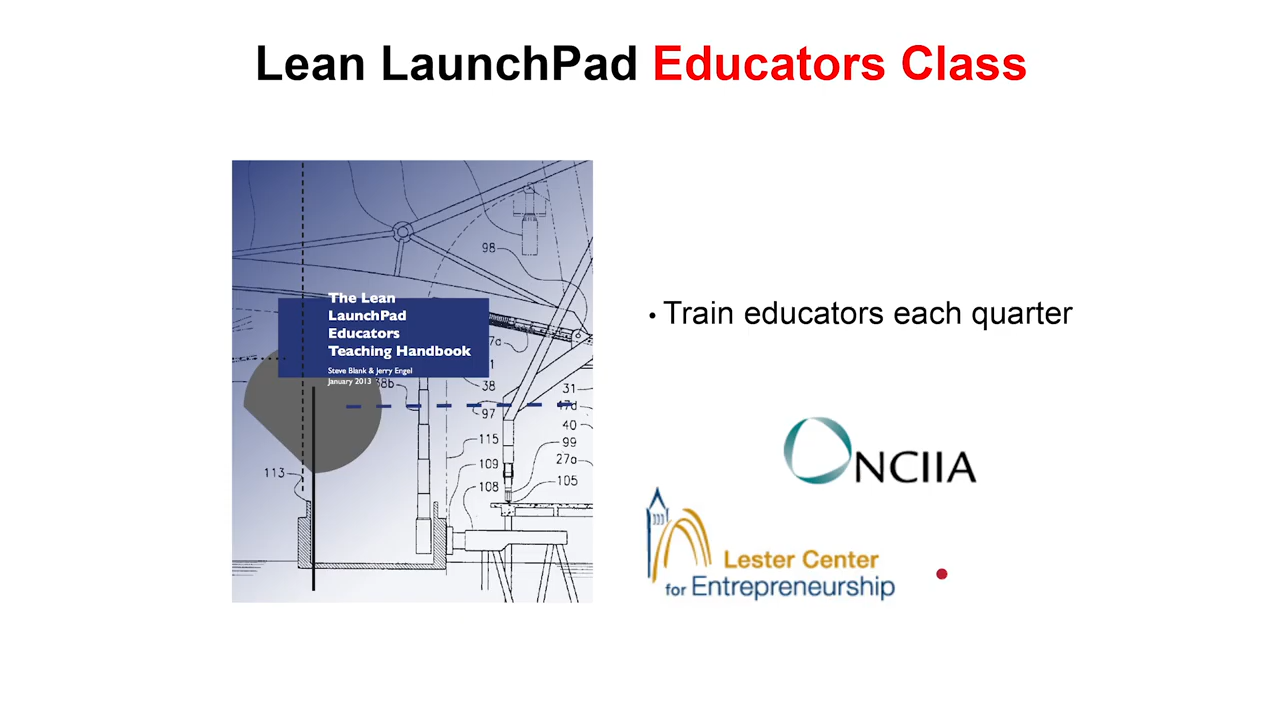 Lean LaunchPad Educators Class
The Lean
LaunchPad
Educators
Teaching Handbook
Steve Blank & Jerry Engel
January 2013
98
7a
1
38b
38
31
97
17d
40
115
99
109
27a
113
108
105
• Train educators each quarter
NCIIA
Lester Center
for Entrepreneurship